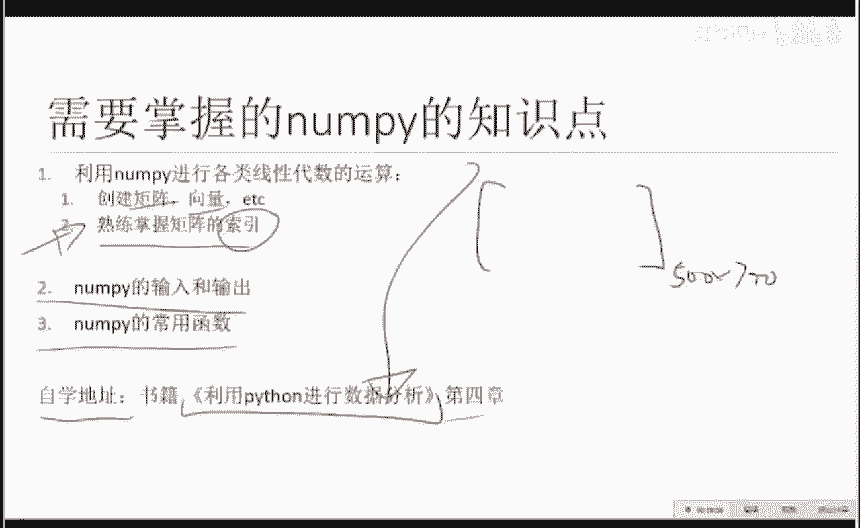 需要掌握的numpy的知识点
1. 利用numpy进行各类线性代数的运算：
1. 创建矩阵，向量，etc
2. 熟练掌握矩阵的索引
2. numpy的输入和输出
3. numpy的常用函数
自学地址：书籍《利用python进行数据分析》第四章